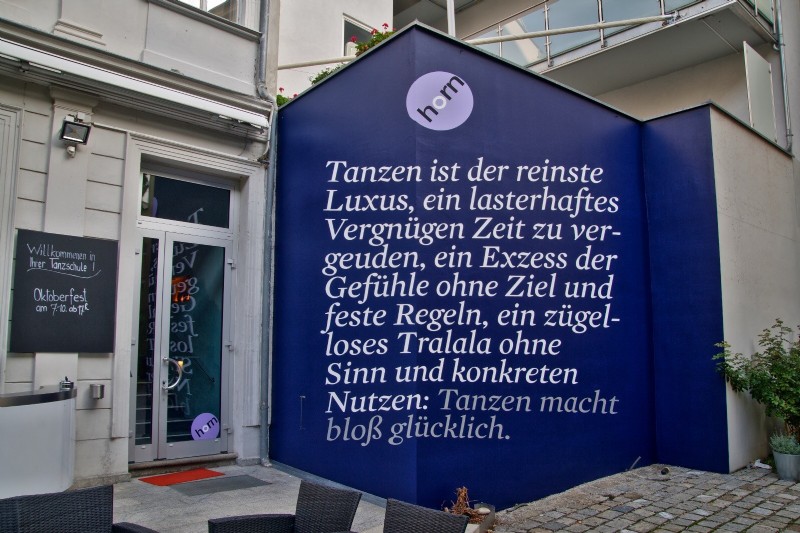 horn
Tanzen ist der reinste
Luxus, ein lasterhaftes
Vergnügen Zeit zu ver-
geuden, ein Exzess der
Gefühle ohne Ziel und
feste Regeln, ein zügel-
loses Tralala ohne
Sinn und konkreten
Nutzen: Tanzen macht
bloß glücklich.
Willkommen in
Ihrer Tanzschule!
Oktoberfest
am 7.10. ab
horn